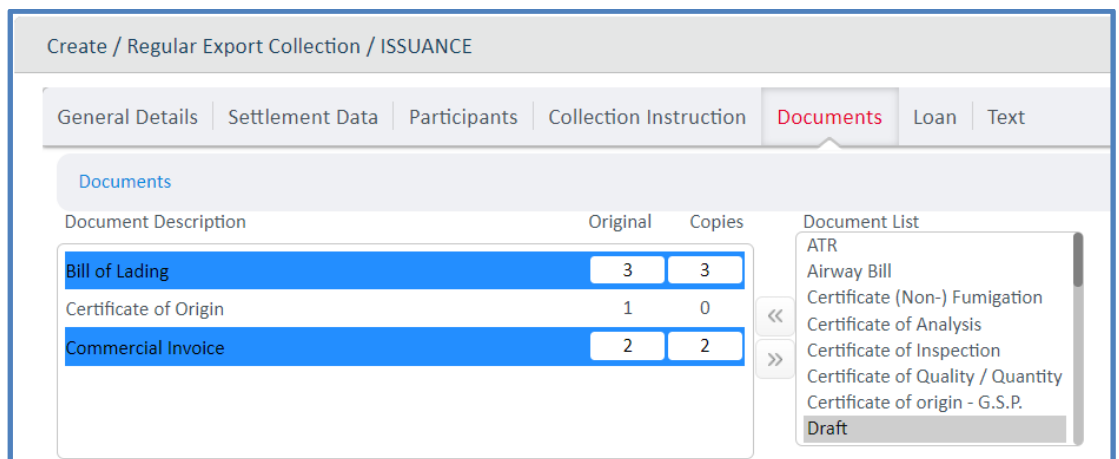 Create / Regular Export Collection / ISSUANCE
General Details Settlement Data Participants Collection Instruction Documents Loan Text
Documents
Document Description Original Copies
Bill of Lading 3 3
Certificate of Origin 1 0
Commercial Invoice 2 2
<<
>>
Document List
ATR
Airway Bill
Certificate (Non-) Fumigation
Certificate of Analysis
Certificate of Inspection
Certificate of Quality / Quantity
Certificate of origin - G.S.P.
Draft